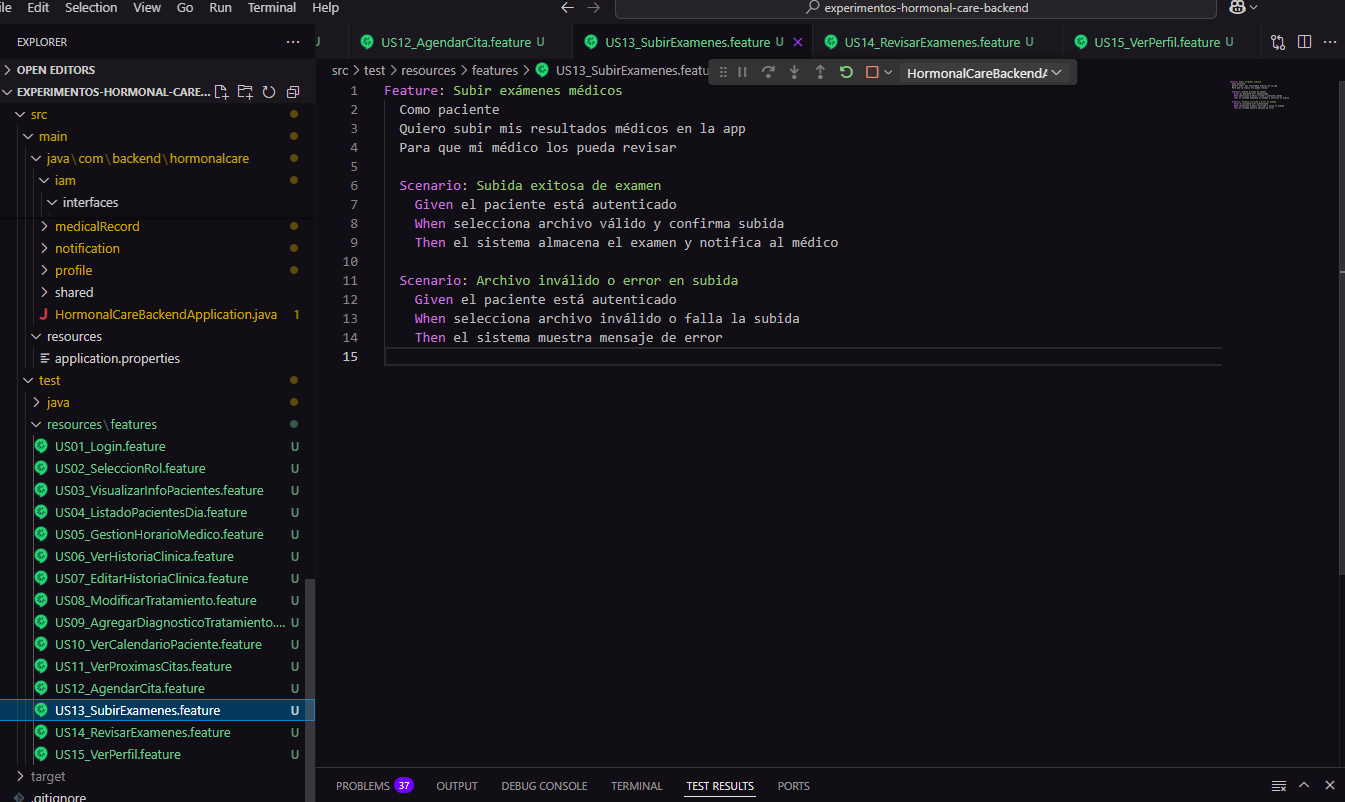 ile Edit Selection View Go Run Terminal Help
experimentos-hormonal-care-backend
EXPLORER
US12_AgendarCita.feature U
US13_SubirExamenes.feature U
US14_RevisarExamenes.feature U
US15_VerPerfil.feature U
OPEN EDITORS
EXPERIMENTOS-HORMONAL-CARE...
src > test > resources > features > US13_SubirExamenes.featu
HormonalCareBackendA
src
main
java\com\backend\hormonalcare
iam
interfaces
medicalRecord
notification
profile
shared
HormonalCareBackendApplication.java 1
resources
application.properties
test
java
resources\features
US01_Login.feature U
US02_SeleccionRol.feature U
US03_VisualizarInfoPacientes.feature U
US04_ListadoPacientesDia.feature U
US05_GestionHorarioMedico.feature U
US06_VerHistoriaClinica.feature U
US07_EditarHistoriaClinica.feature U
US08_ModificarTratamiento.feature U
US09_AgregarDiagnosticoTratamiento.... U
US10_VerCalendarioPaciente.feature U
US11_VerProximasCitas.feature U
US12_AgendarCita.feature U
US13_SubirExamenes.feature U
US14_RevisarExamenes.feature U
US15_VerPerfil.feature U
target
.gitignore
1 Feature: Subir exámenes médicos
2 Como paciente
3 Quiero subir mis resultados médicos en la app
4 Para que mi médico los pueda revisar
5
6 Scenario: Subida exitosa de examen
7 Given el paciente está autenticado
8 When selecciona archivo válido y confirma subida
9 Then el sistema almacena el examen y notifica al médico
10
11 Scenario: Archivo inválido o error en subida
12 Given el paciente está autenticado
13 When selecciona archivo inválido o falla la subida
14 Then el sistema muestra mensaje de error
15
PROBLEMS 37 OUTPUT DEBUG CONSOLE TERMINAL TEST RESULTS PORTS